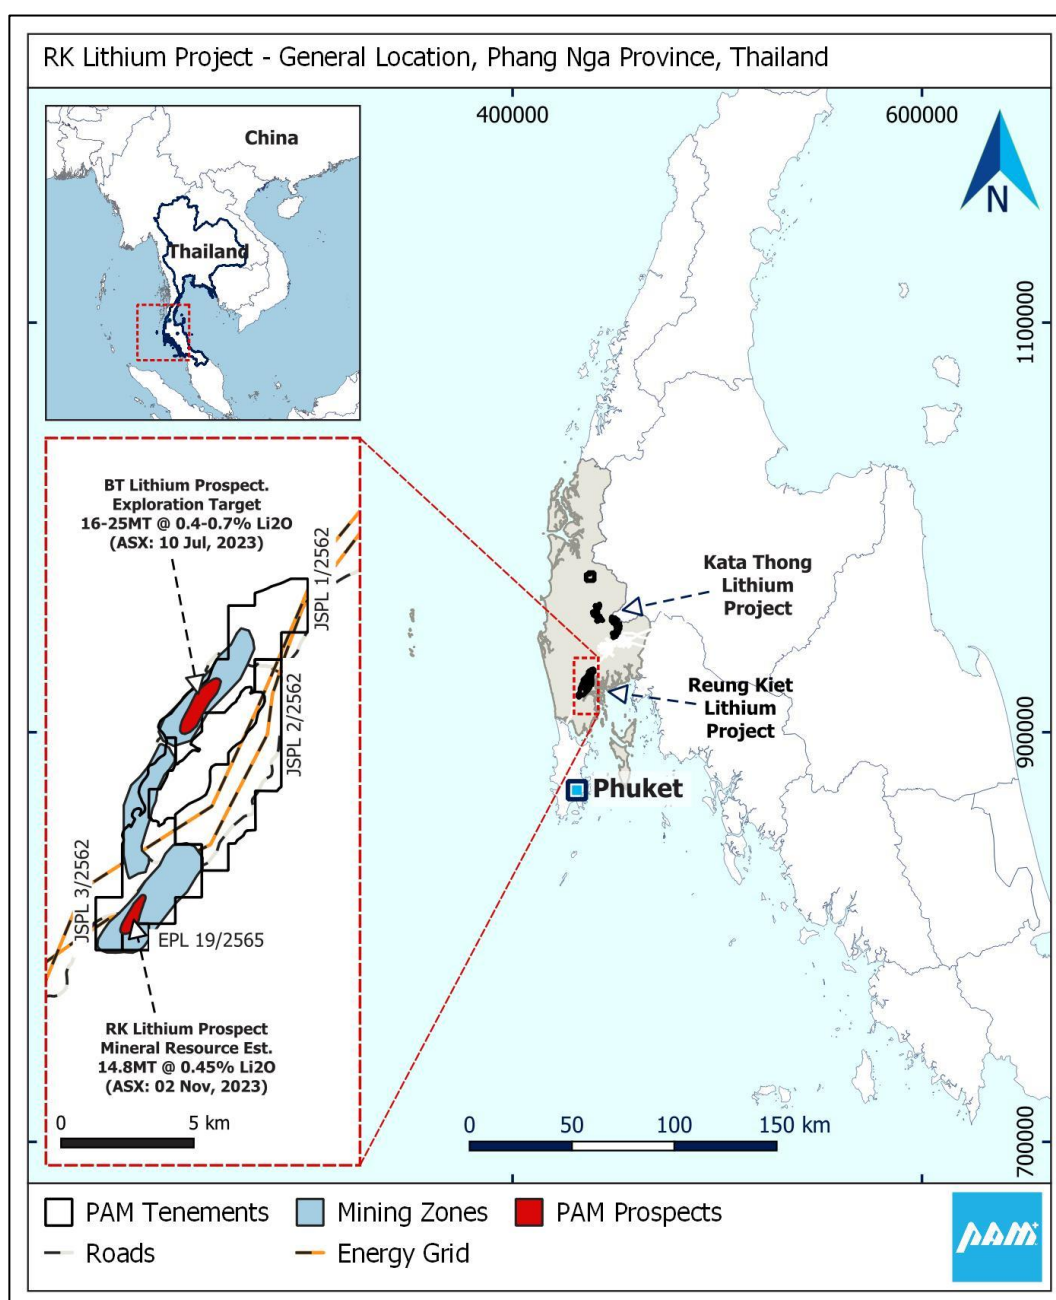 RK Lithium Project - General Location, Phang Nga Province, Thailand
400000
600000
China
Thailand
N
1100000
BT Lithium Prospect.
Exploration Target
16-25MT @ 0.4-0.7% Li2O
(ASX: 10 Jul, 2023)
JSPL 1/2562
Kata Thong
Lithium
Project
JSPL 2/2562
Reung Kiet
Lithium
Project
900000
Phuket
JSPL 3/2562
EPL 19/2565
RK Lithium Prospect
Mineral Resource Est.
14.8MT @ 0.45% Li2O
(ASX: 02 Nov, 2023)
0 5 km
0 50 100 150 km
700000
PAM Tenements
Mining Zones
PAM Prospects
Roads
Energy Grid
PAM+